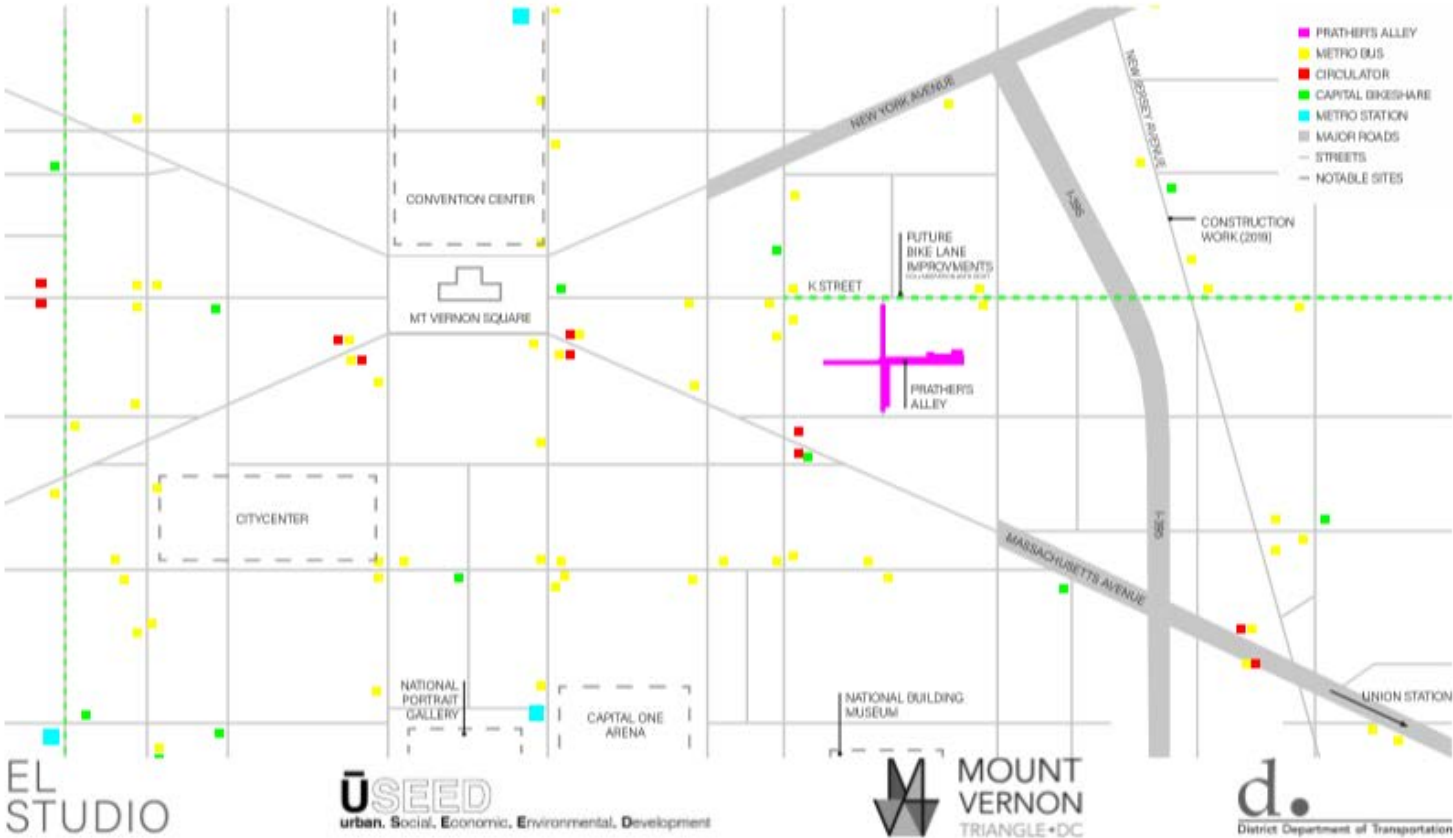 PRATHER'S ALLEY
METRO BUS
CIRCULATOR
CAPITAL BIKESHARE
METRO STATION
MAJOR ROADS
STREETS
NOTABLE SITES
NEW YORK AVENUE
NEW JERSEY AVENUE
I-395
CONVENTION CENTER
CONSTRUCTION
WORK (2019)
FUTURE
BIKE LANE
IMPROVMENTS
K STREET
MT VERNON SQUARE
PRATHER'S
ALLEY
CITYCENTER
I-395
MASSACHUSETTS AVENUE
NATIONAL
PORTRAIT
GALLERY
CAPITAL ONE
ARENA
NATIONAL BUILDING
MUSEUM
UNION STATION
EL
STUDIO
ŪSEED
urban. Social. Economic. Environmental. Development
MOUNT
VERNON
TRIANGLE•DC
d.
District Department of Transportation